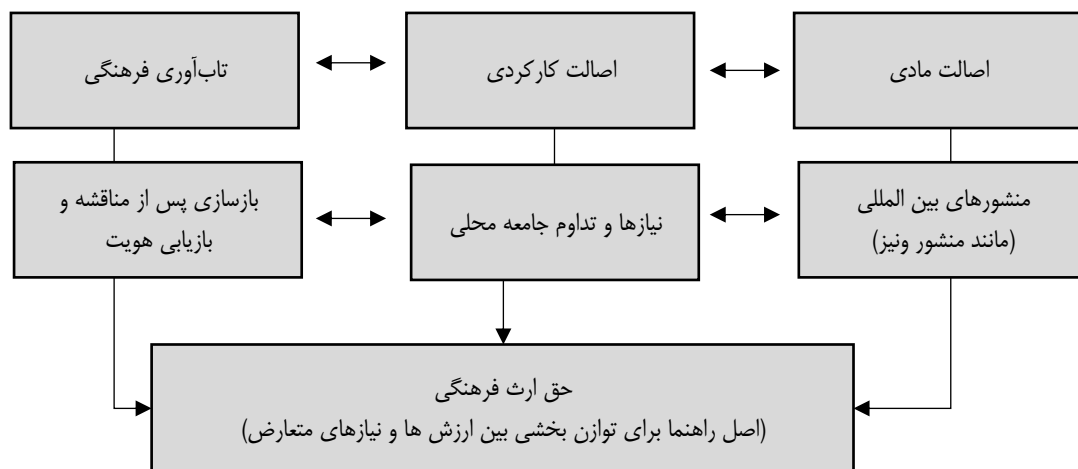 اصالت مادی
اصالت کارکردی
تاب‌آوری فرهنگی
منشورهای بین المللی
(مانند منشور ونیز)
نیازها و تداوم جامعه محلی
بازسازی پس از مناقشه و
بازیابی هویت
حق ارث فرهنگی
(اصل راهنما برای توازن بخشی بین ارزش ها و نیازهای متعارض)